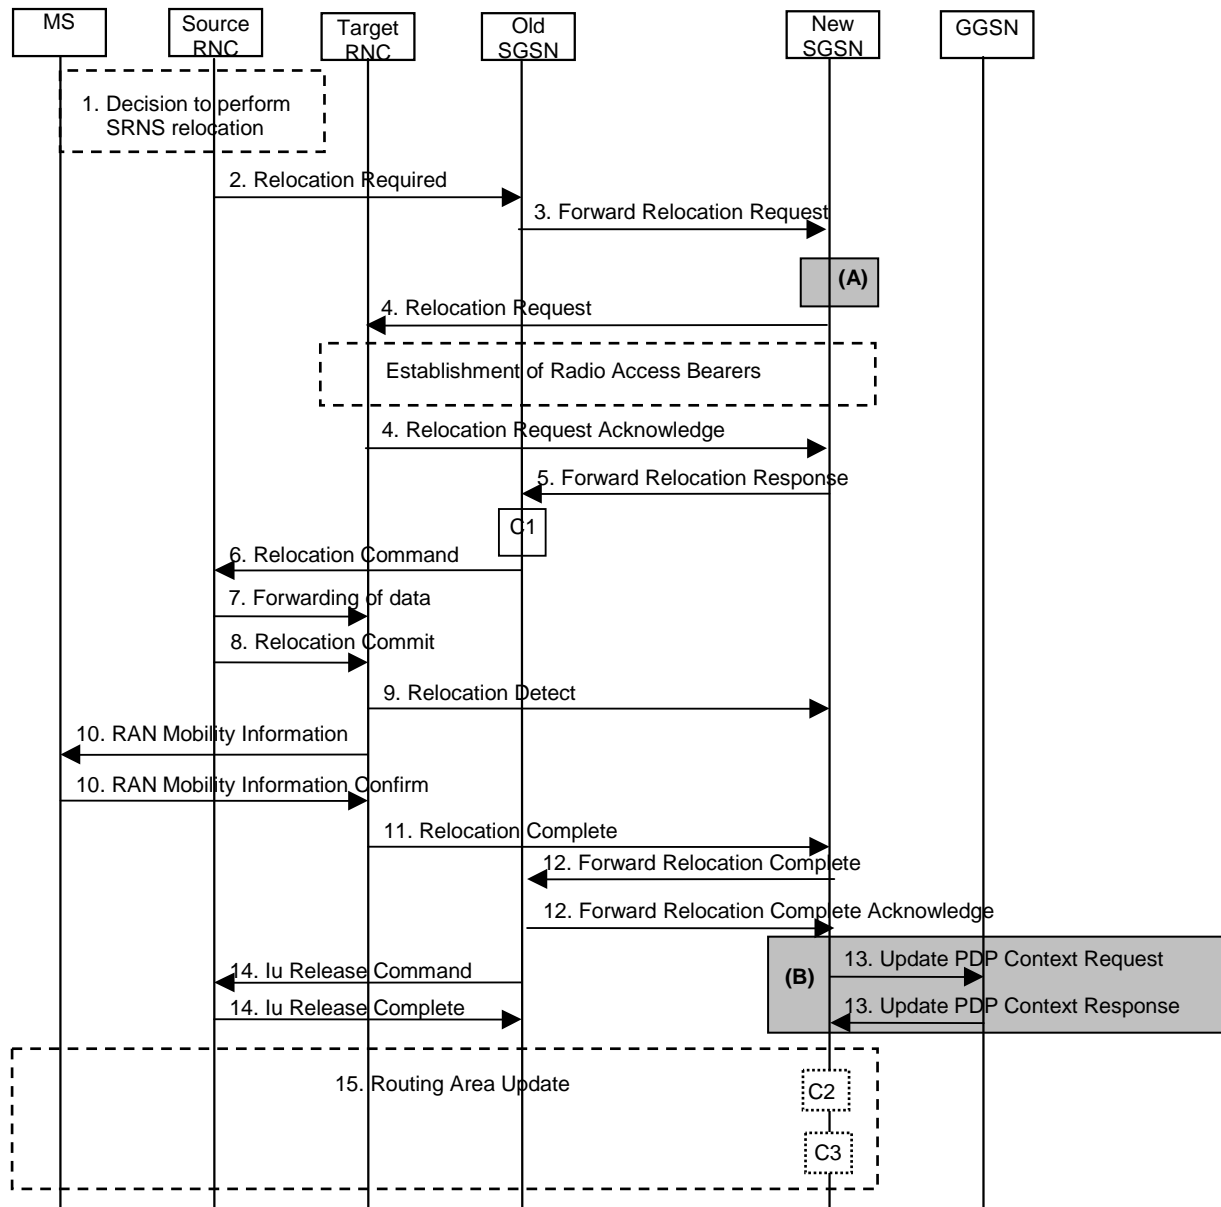 MS
Source
RNC
Target
RNC
Old
SGSN
New
SGSN
GGSN
1. Decision to perform
SRNS relocation
2. Relocation Required
3. Forward Relocation Request
(A)
4. Relocation Request
Establishment of Radio Access Bearers
4. Relocation Request Acknowledge
5. Forward Relocation Response
C1
6. Relocation Command
7. Forwarding of data
8. Relocation Commit
9. Relocation Detect
10. RAN Mobility Information
10. RAN Mobility Information Confirm
11. Relocation Complete
12. Forward Relocation Complete
12. Forward Relocation Complete Acknowledge
(B)
13. Update PDP Context Request
14. Iu Release Command
13. Update PDP Context Response
14. Iu Release Complete
15. Routing Area Update
C2
C3